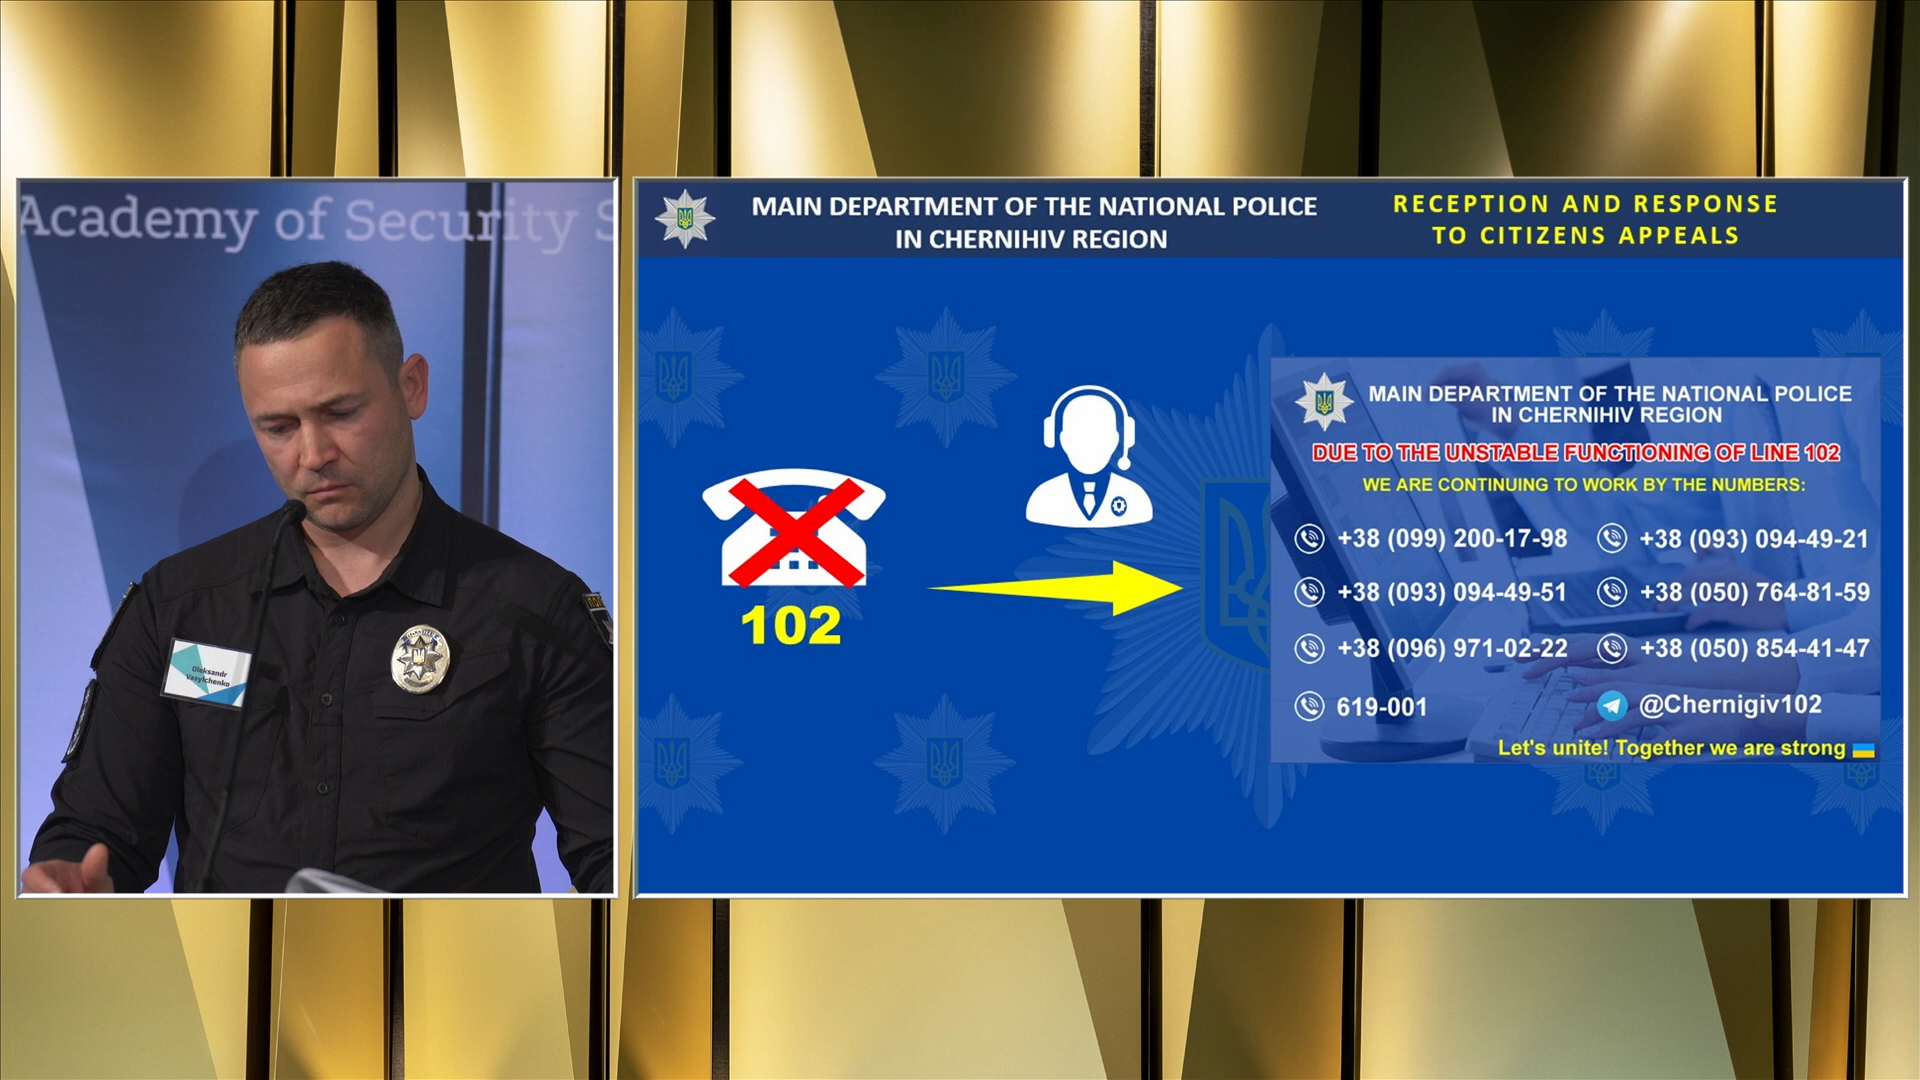 Academy of Security S
Oleksandr
Vasylchenko
MAIN DEPARTMENT OF THE NATIONAL POLICE
IN CHERNIHIV REGION
RECEPTION AND RESPONSE
TO CITIZENS APPEALS
102
MAIN DEPARTMENT OF THE NATIONAL POLICE
IN CHERNIHIV REGION
DUE TO THE UNSTABLE FUNCTIONING OF LINE 102
WE ARE CONTINUING TO WORK BY THE NUMBERS:
+38 (099) 200-17-98 +38 (093) 094-49-21
+38 (093) 094-49-51 +38 (050) 764-81-59
+38 (096) 971-02-22 +38 (050) 854-41-47
619-001 @Chernigiv102
Let's unite! Together we are strong